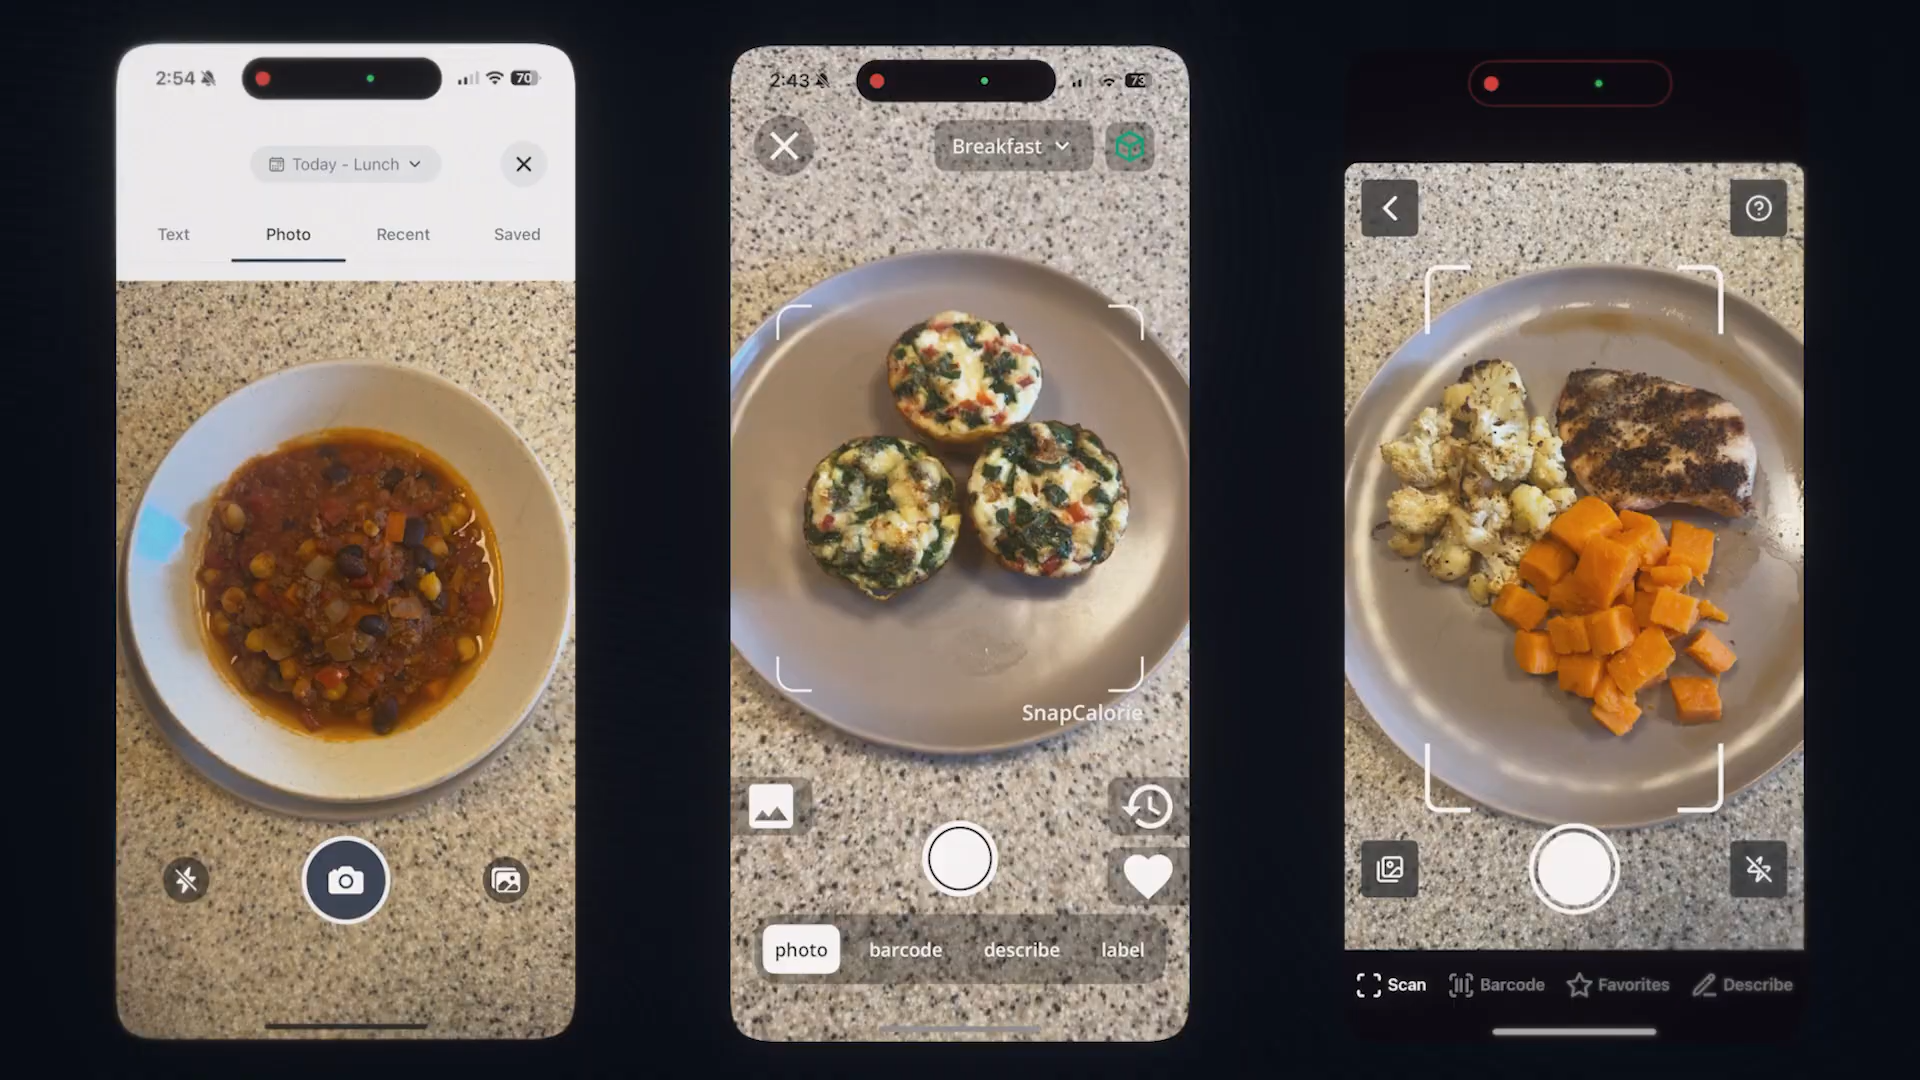 2:54
70
Today - Lunch
Text Photo Recent Saved
2:43
73
Breakfast
SnapCalorie
photo barcode describe label
Scan Barcode Favorites Describe